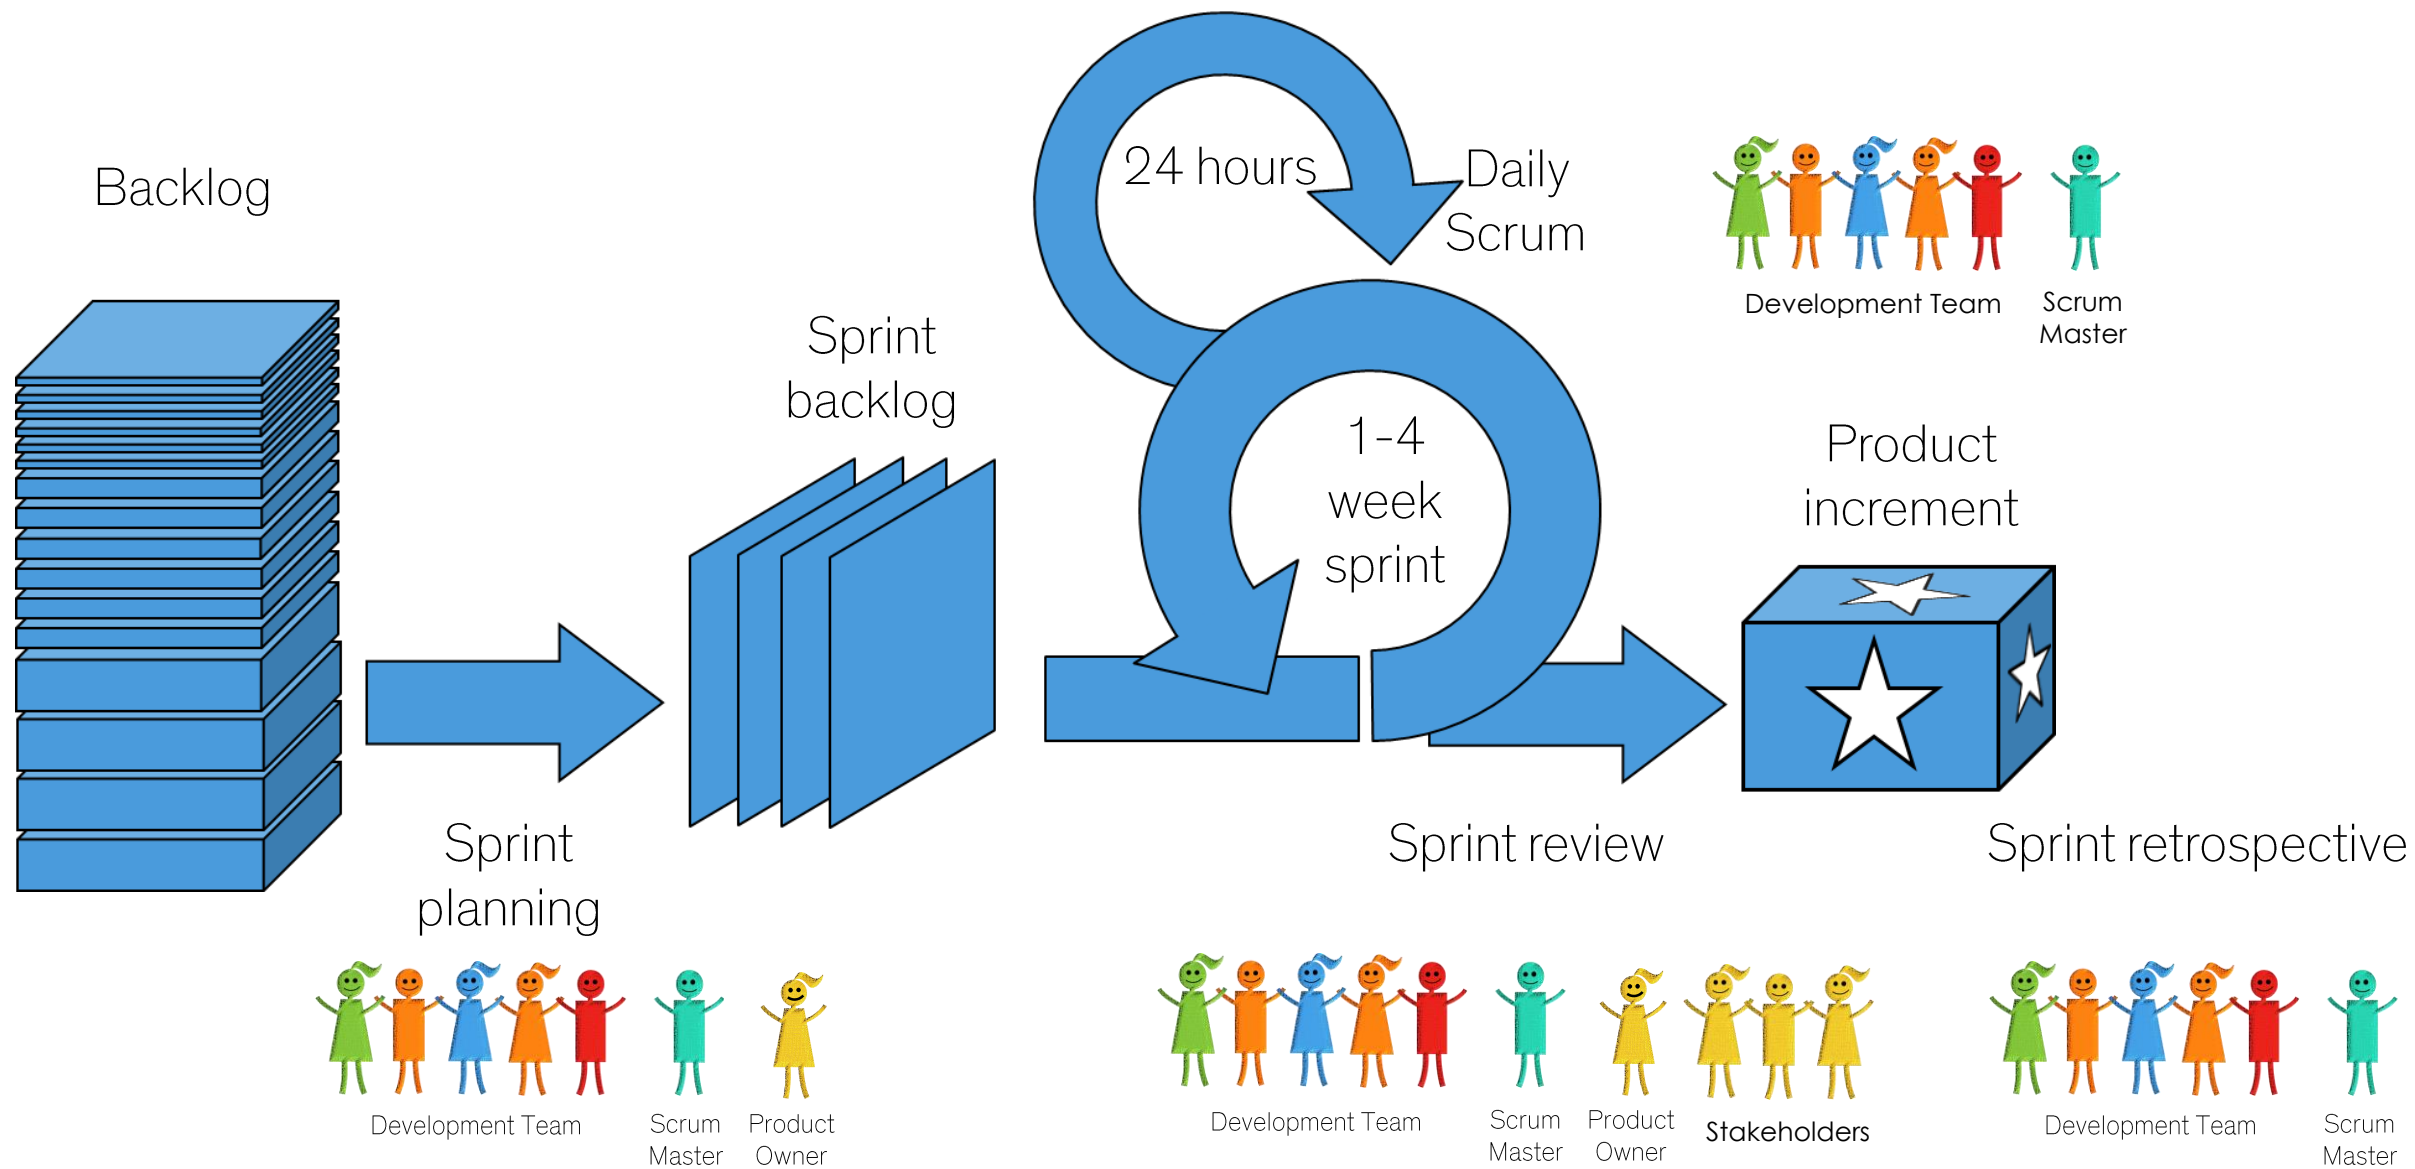 Backlog
24 hours
Daily
Scrum
Development Team
Scrum
Master
Sprint
backlog
1-4
week
sprint
Product
increment
Sprint
planning
Sprint review
Sprint retrospective
Development Team
Scrum
Master
Product
Owner
Development Team
Scrum
Master
Product
Owner
Stakeholders
Development Team
Scrum
Master